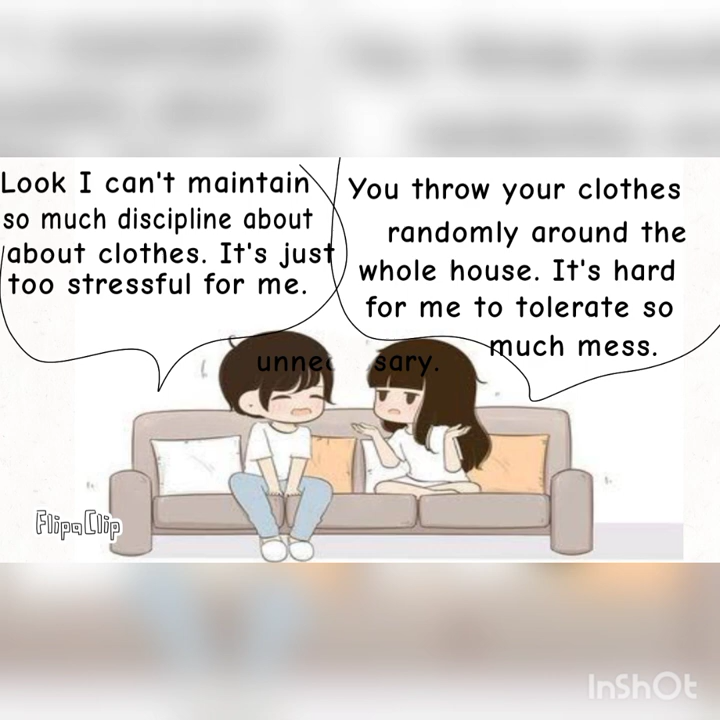 Look I can't maintain
so much discipline about
about clothes. It's just
too stressful for me.
You throw your clothes
randomly around the
whole house. It's hard
for me to tolerate so
much mess.
FlipaClip
InShOt